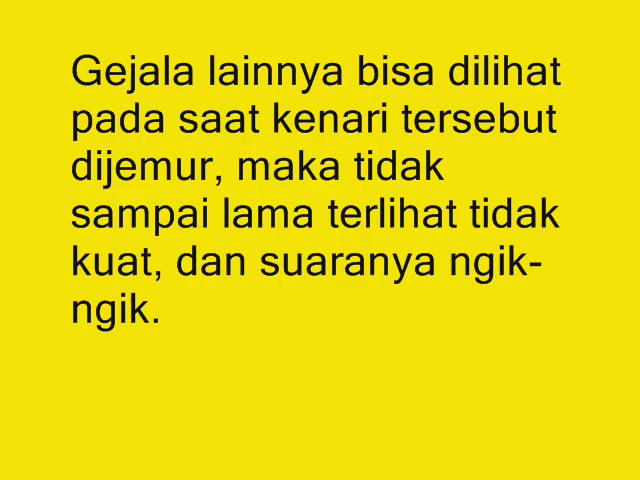 Gejala lainnya bisa dilihat
pada saat kenari tersebut
dijemur, maka tidak
sampai lama terlihat tidak
kuat, dan suaranya ngik-
ngik.